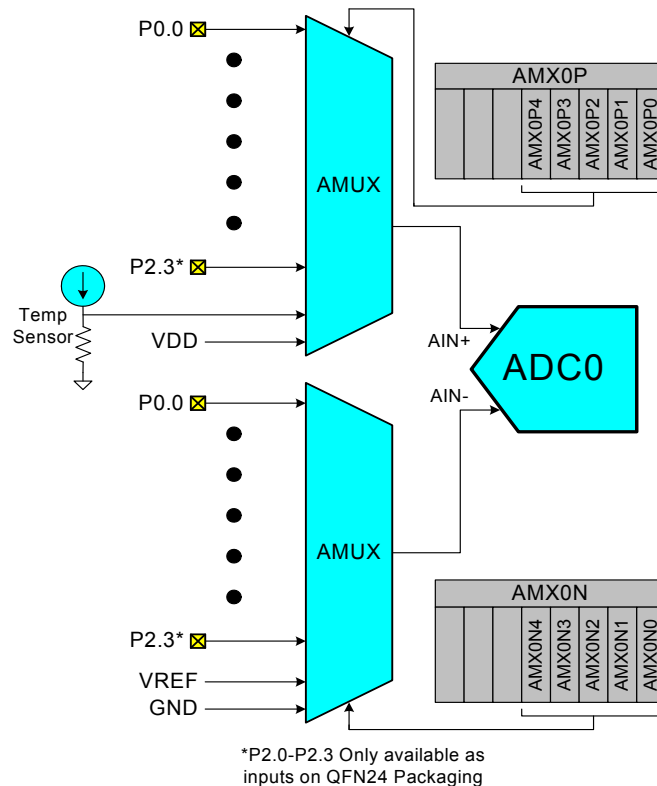 P0.0
AMX0P
AMX0P4
AMX0P3
AMX0P2
AMX0P1
AMX0P0
AMUX
P2.3*
Temp
Sensor
VDD
AIN+
ADC0
AIN-
P0.0
AMUX
AMX0N
AMX0N4
AMX0N3
AMX0N2
AMX0N1
AMX0N0
P2.3*
VREF
GND
*P2.0-P2.3 Only available as
inputs on QFN24 Packaging